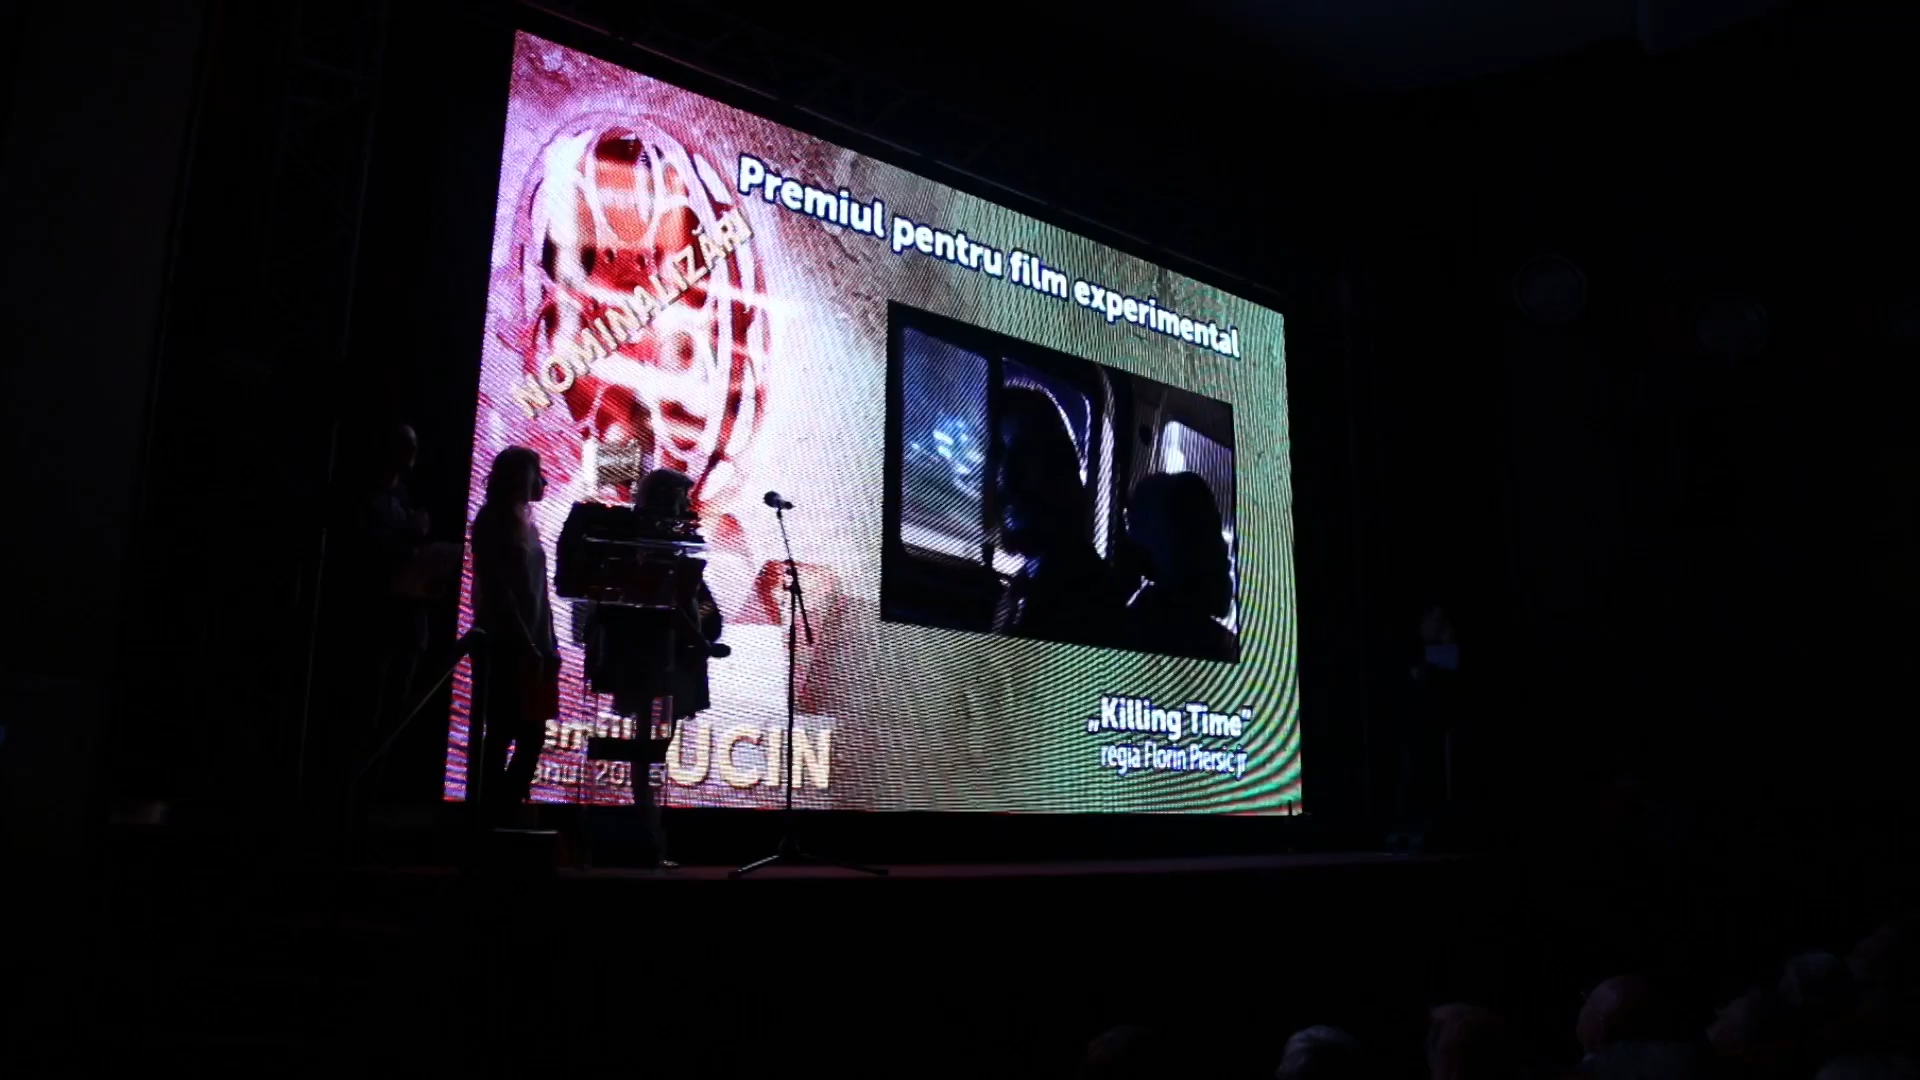 Premiul pentru film experimental
NOMINALIZĂRI
„Killing Time”
regia Florin Piersic jr
UCIN